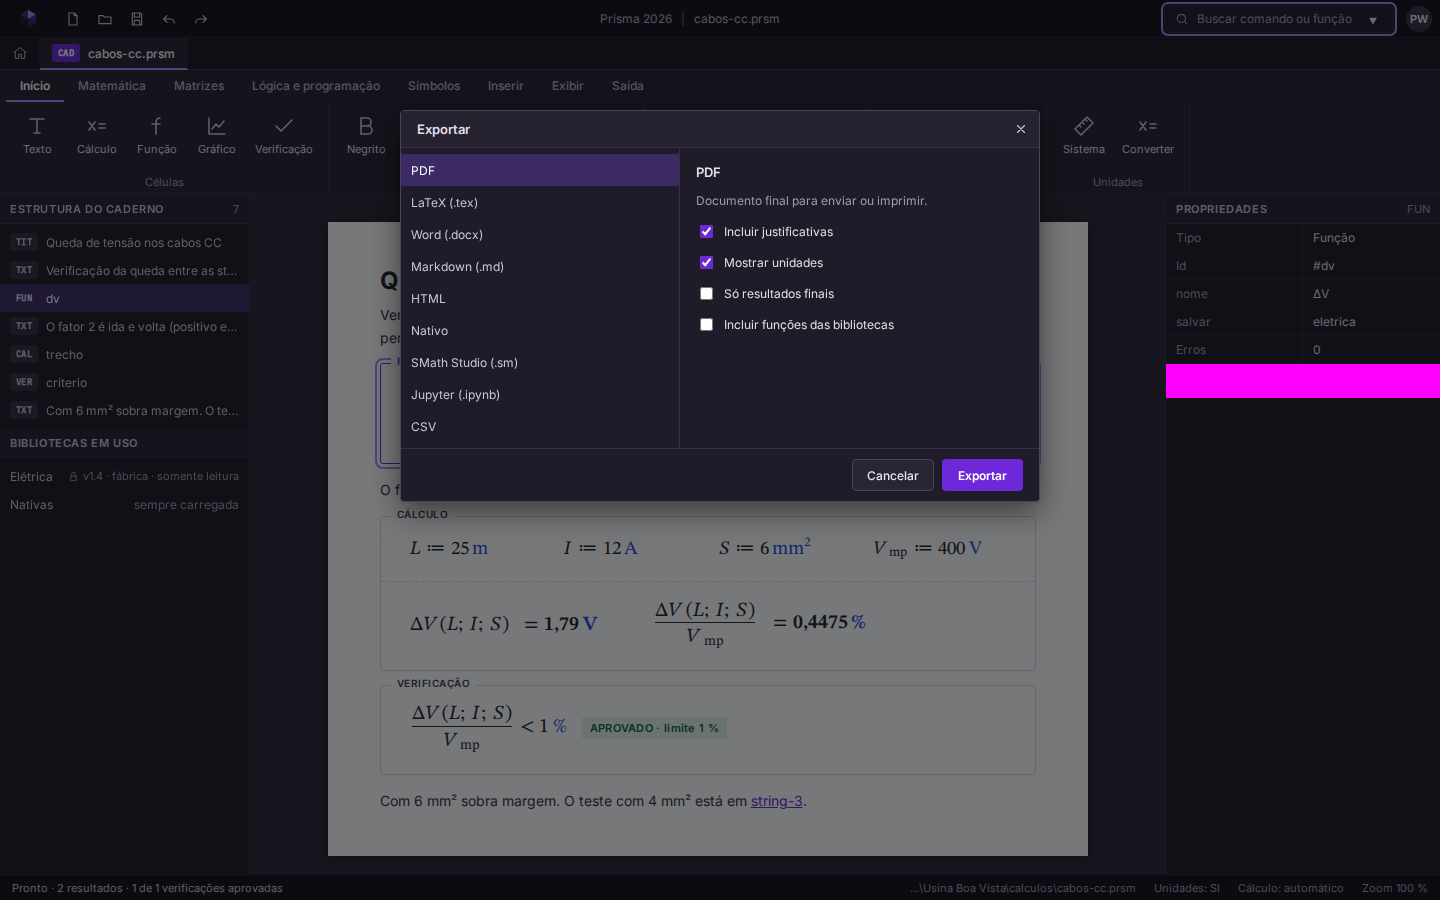 Prisma 2026 | cabos-cc.prsm
Buscar comando ou função
PW
CAD cabos-cc.prsm
Início Matemática Matrizes Lógica e programação Símbolos Inserir Exibir Saída
Texto Cálculo Função Gráfico Verificação Negrito Sistema Converter
Células Unidades
Exportar
PDF
LaTeX (.tex)
Word (.docx)
Markdown (.md)
HTML
Nativo
SMath Studio (.sm)
Jupyter (.ipynb)
CSV
PDF
Documento final para enviar ou imprimir.
Incluir justificativas
Mostrar unidades
Só resultados finais
Incluir funções das bibliotecas
Cancelar Exportar
ESTRUTURA DO CADERNO 7
TIT Queda de tensão nos cabos CC
TXT Verificação da queda entre as st...
FUN dv
TXT O fator 2 é ida e volta (positivo e...
CAL trecho
VER criterio
TXT Com 6 mm² sobra margem. O te...
BIBLIOTECAS EM USO
Elétrica v1.4 · fábrica · somente leitura
Nativas sempre carregada
Q
Ver
per
O f
CÁLCULO
L ≔ 25 m I ≔ 12 A S ≔ 6 mm² V mp ≔ 400 V
ΔV(L; I; S) = 1,79 V ΔV(L; I; S) / V mp = 0,4475 %
VERIFICAÇÃO
ΔV(L; I; S) / V mp < 1 % APROVADO · limite 1 %
Com 6 mm² sobra margem. O teste com 4 mm² está em string-3.
PROPRIEDADES FUN
Tipo Função
Id #dv
nome ΔV
salvar eletrica
Erros 0
Pronto · 2 resultados · 1 de 1 verificações aprovadas
...\Usina Boa Vista\calculos\cabos-cc.prsm Unidades: SI Cálculo: automático Zoom 100 %